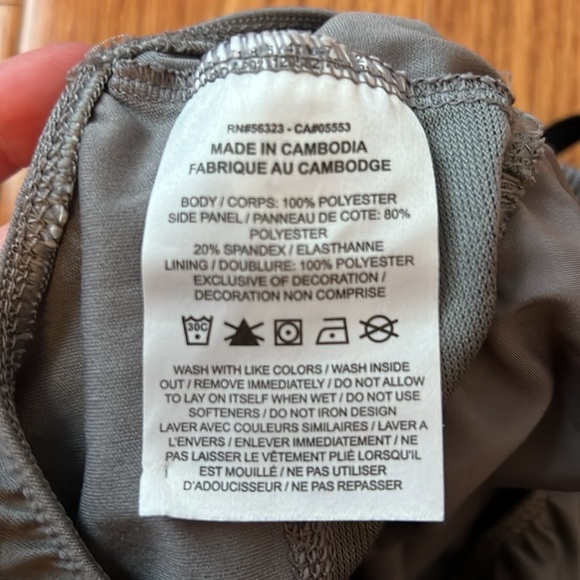 RN#56323 - CA#05553
MADE IN CAMBODIA
FABRIQUE AU CAMBODGE
BODY / CORPS: 100% POLYESTER
SIDE PANEL / PANNEAU DE COTE: 80%
POLYESTER
20% SPANDEX / ELASTHANNE
LINING / DOUBLURE: 100% POLYESTER
EXCLUSIVE OF DECORATION /
DECORATION NON COMPRISE
30C
WASH WITH LIKE COLORS / WASH INSIDE
OUT / REMOVE IMMEDIATELY / DO NOT ALLOW
TO LAY ON ITSELF WHEN WET / DO NOT USE
SOFTENERS / DO NOT IRON DESIGN
LAVER AVEC COULEURS SIMILAIRES / LAVER A
L'ENVERS / ENLEVER IMMEDIATEMENT / NE
PAS LAISSER LE VÊTEMENT PLIÉ LORSQU'IL
EST MOUILLÉ / NE PAS UTILISER
D'ADOUCISSEUR / NE PAS REPASSER